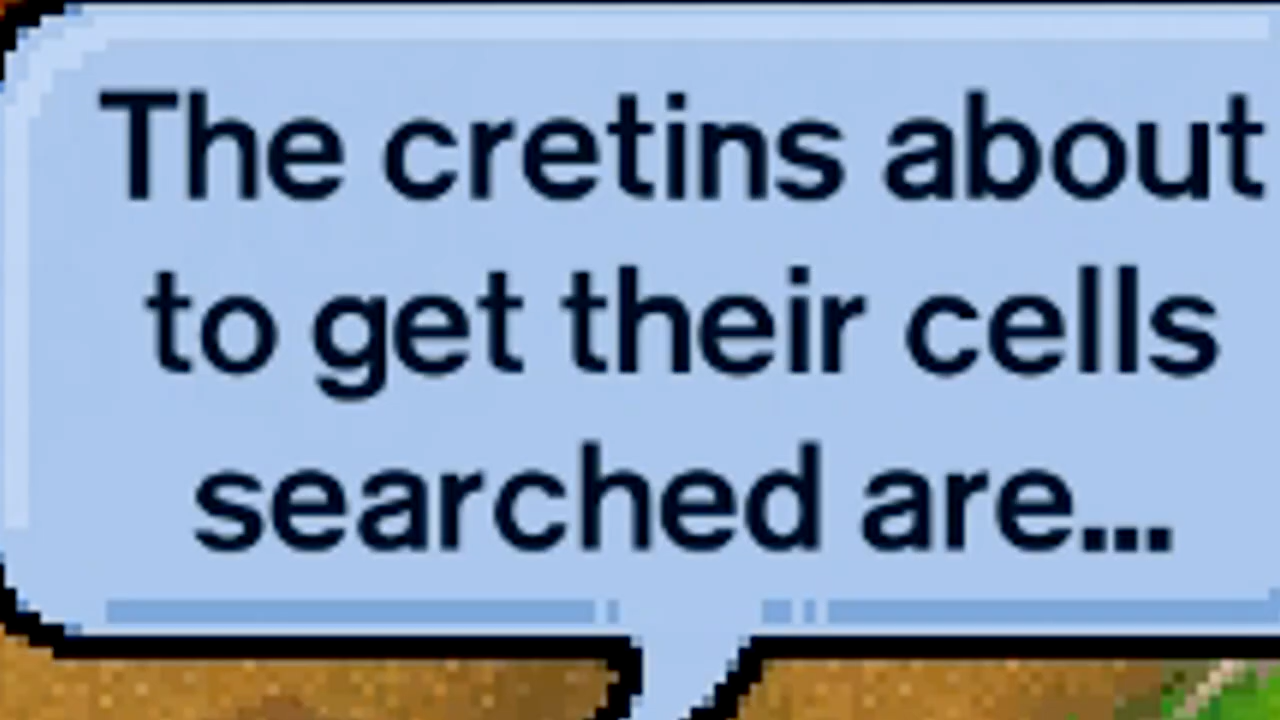 The cretins about
to get their cells
searched are...